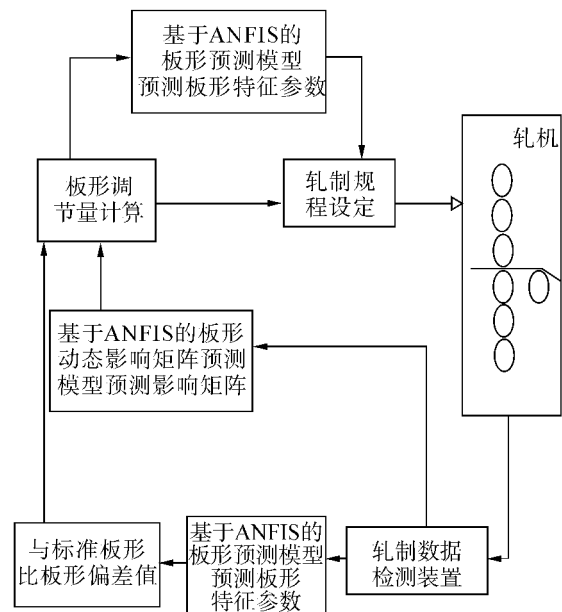 基于ANFIS的
板形预测模型
预测板形特征参数
轧机
板形调
节量计算
轧制规
程设定
基于ANFIS的板形
动态影响矩阵预测
模型预测影响矩阵
与标准板形
比板形偏差值
基于ANFIS的
板形预测模型
预测板形
特征参数
轧制数据
检测装置